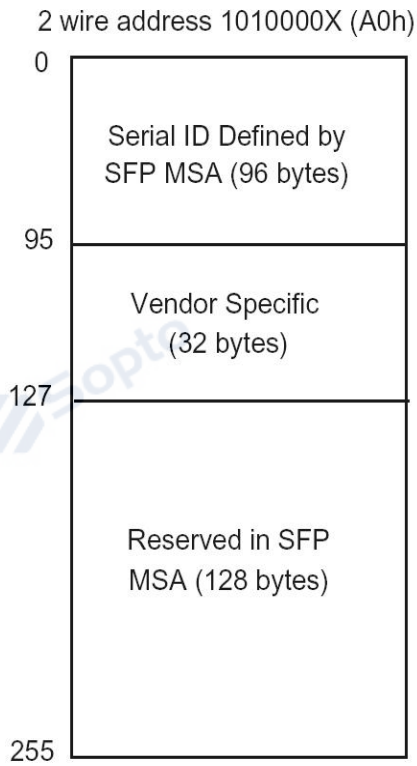 2 wire address 1010000X (A0h)
0
Serial ID Defined by
SFP MSA (96 bytes)
95
Vendor Specific
(32 bytes)
Sopto
127
Reserved in SFP
MSA (128 bytes)
255